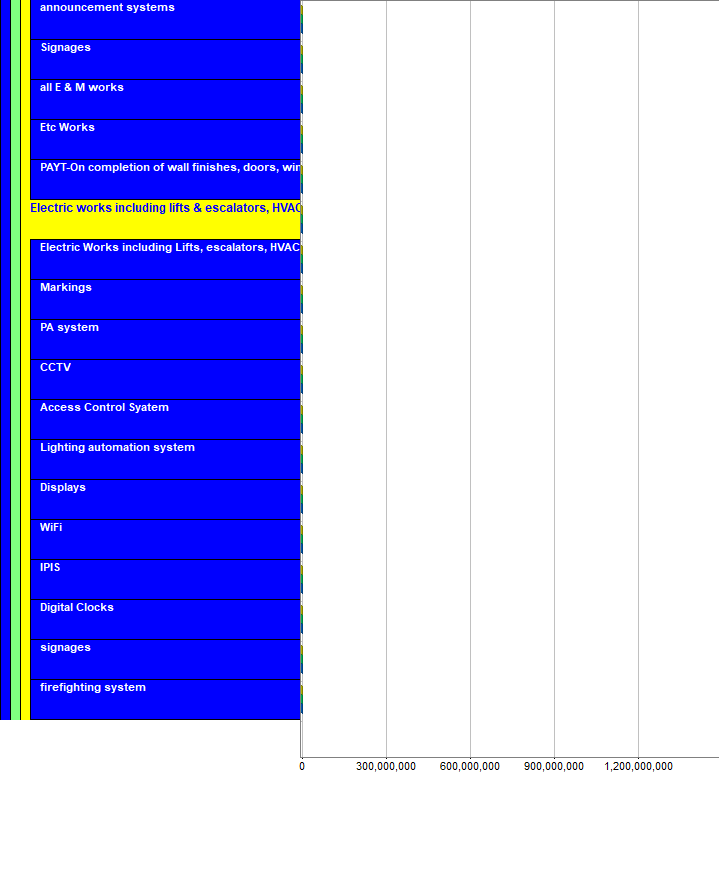 announcement systems
Signages
all E & M works
Etc Works
PAYT-On completion of wall finishes, doors, win
Electric works including lifts & escalators, HVAC
Electric Works including Lifts, escalators, HVAC
Markings
PA system
CCTV
Access Control Syatem
Lighting automation system
Displays
WiFi
IPIS
Digital Clocks
signages
firefighting system
0 300,000,000 600,000,000 900,000,000 1,200,000,000